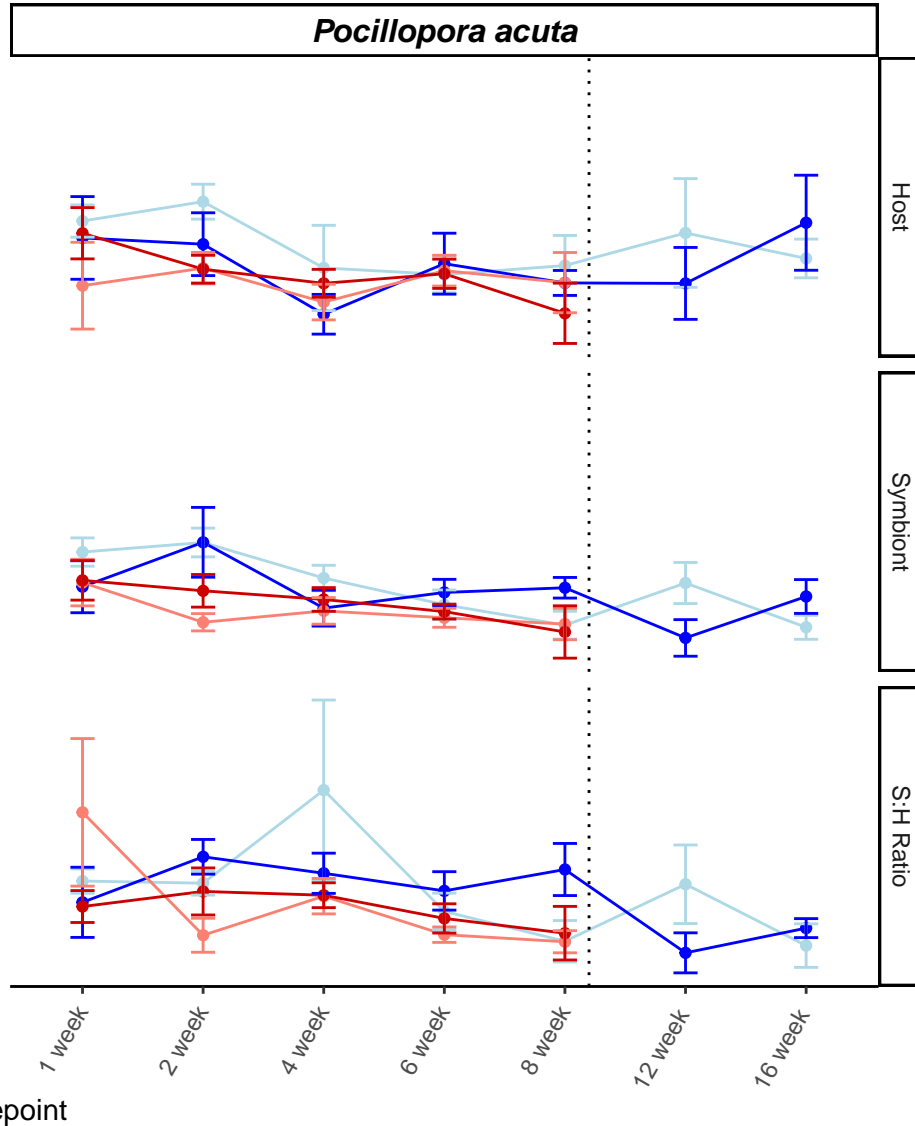 Pocillopora acuta
Host
Symbiont
S:H Ratio
1 week
2 week
4 week
6 week
8 week
12 week
16 week
epoint